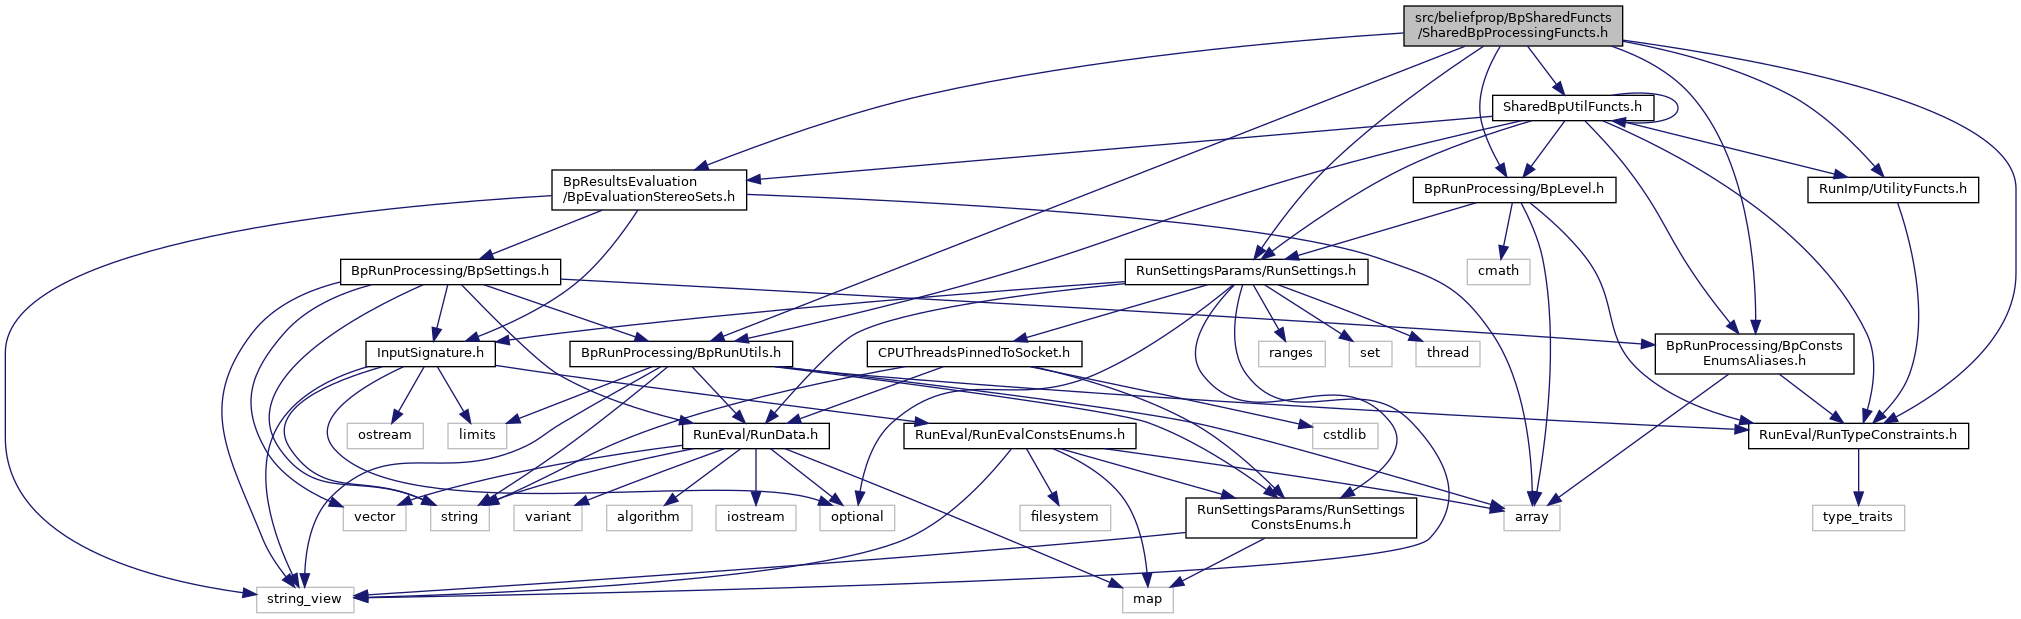 src/beliefprop/BpSharedFuncts
/SharedBpProcessingFuncts.h
SharedBpUtilFuncts.h
BpResultsEvaluation
/BpEvaluationStereoSets.h
BpRunProcessing/BpLevel.h
RunImp/UtilityFuncts.h
BpRunProcessing/BpSettings.h
RunSettingsParams/RunSettings.h
cmath
InputSignature.h
BpRunProcessing/BpRunUtils.h
CPUThreadsPinnedToSocket.h
ranges
set
thread
BpRunProcessing/BpConsts
EnumsAliases.h
ostream
limits
RunEval/RunData.h
RunEval/RunEvalConstsEnums.h
cstdlib
RunEval/RunTypeConstraints.h
vector
string
variant
algorithm
iostream
optional
filesystem
RunSettingsParams/RunSettings
ConstsEnums.h
array
type_traits
string_view
map